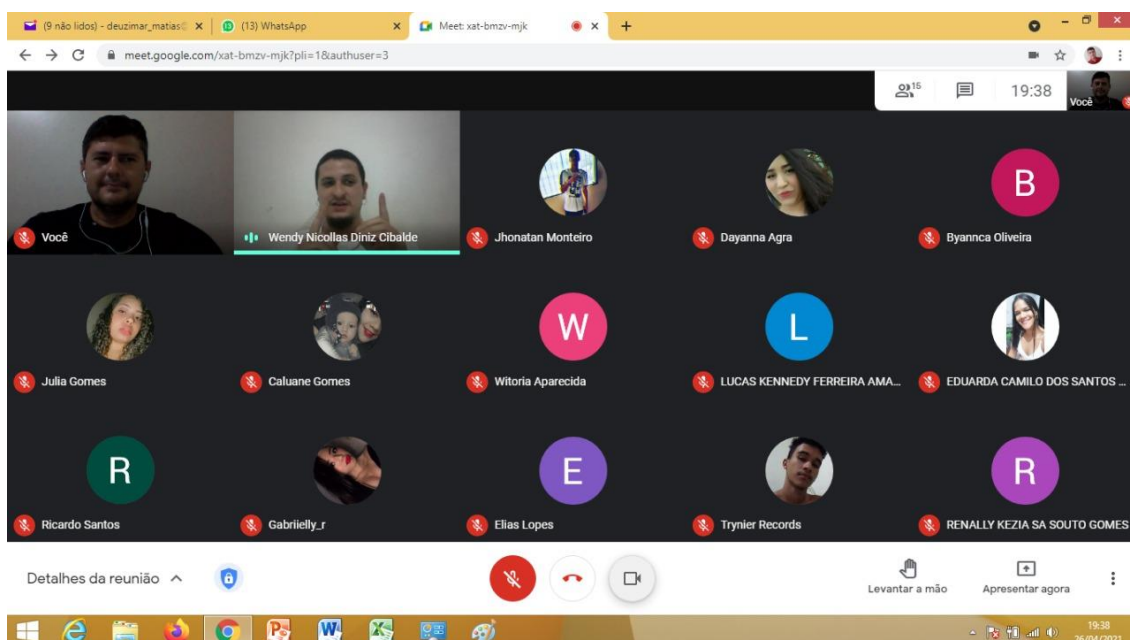 (9 não lidos) - deuzimar_matias@
(13) WhatsApp
Meet: xat-bmzv-mjk
meet.google.com/xat-bmzv-mjk?pli=1&authuser=3
15
19:38
Você
Você
Wendy Nicollas Diniz Cibalde
Jhonatan Monteiro
Dayanna Agra
B
Byannca Oliveira
Julia Gomes
Caluane Gomes
W
Witoria Aparecida
L
LUCAS KENNEDY FERREIRA AMA...
EDUARDA CAMILO DOS SANTOS ...
R
Ricardo Santos
Gabriielly_r
E
Elias Lopes
Trynier Records
R
RENALLY KEZIA SA SOUTO GOMES
Detalhes da reunião
Levantar a mão
Apresentar agora
19:38
26/04/2021